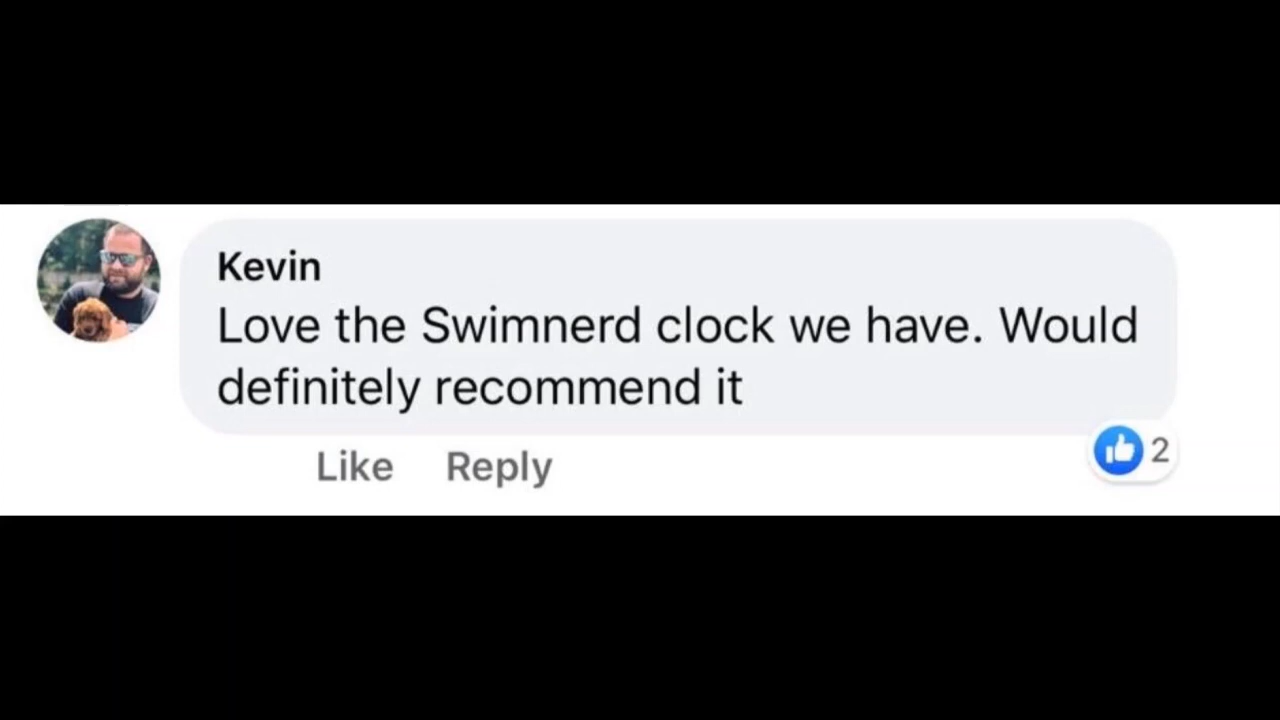 Kevin
Love the Swimnerd clock we have. Would
definitely recommend it
Like Reply 2